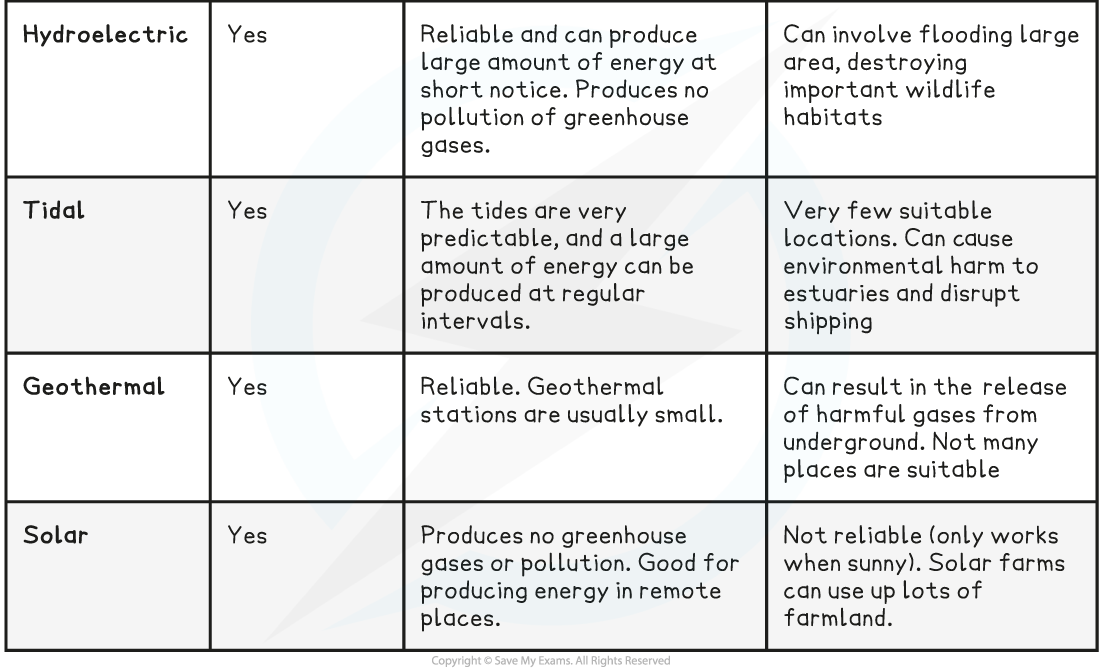 Hydroelectric
Yes
Reliable and can produce
large amount of energy at
short notice. Produces no
pollution of greenhouse
gases.
Can involve flooding large
area, destroying
important wildlife
habitats
Tidal
Yes
The tides are very
predictable, and a large
amount of energy can be
produced at regular
intervals.
Very few suitable
locations. Can cause
environmental harm to
estuaries and disrupt
shipping
Geothermal
Yes
Reliable. Geothermal
stations are usually small.
Can result in the release
of harmful gases from
underground. Not many
places are suitable
Solar
Yes
Produces no greenhouse
gases or pollution. Good for
producing energy in remote
places.
Not reliable (only works
when sunny). Solar farms
can use up lots of
farmland.
Copyright © Save My Exams. All Rights Reserved